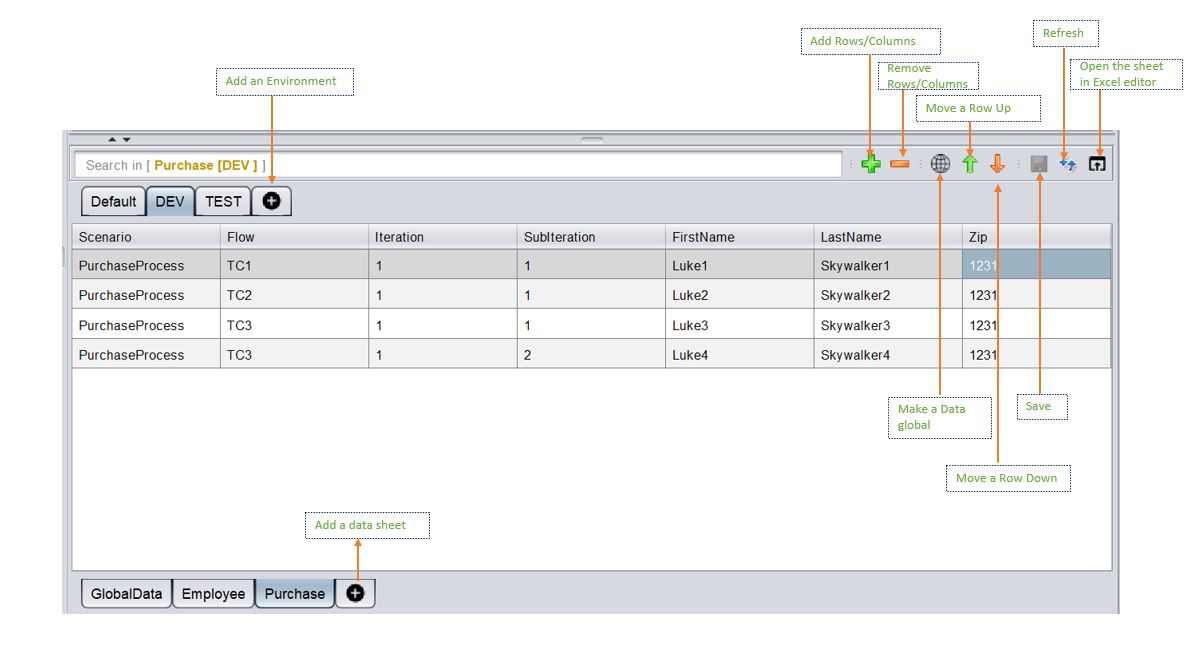 Refresh
Add Rows/Columns
Remove
Rows/Columns
Open the sheet
in Excel editor
Add an Environment
Move a Row Up
Search in [ Purchase [DEV ] ]
Default DEV TEST
Scenario Flow Iteration SubIteration FirstName LastName Zip
PurchaseProcess TC1 1 1 Luke1 Skywalker1 1231
PurchaseProcess TC2 1 1 Luke2 Skywalker2 1231
PurchaseProcess TC3 1 1 Luke3 Skywalker3 1231
PurchaseProcess TC3 1 2 Luke4 Skywalker4 1231
Make a Data
global
Save
Move a Row Down
Add a data sheet
GlobalData Employee Purchase